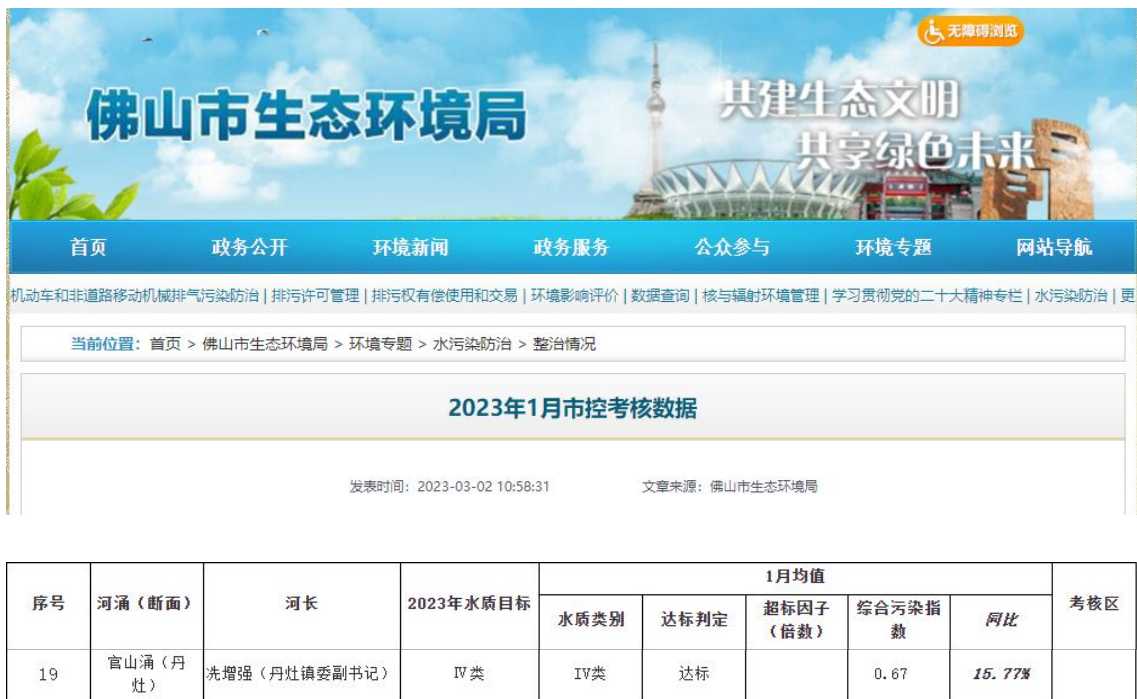 无障碍浏览
佛山市生态环境局
共建生态文明
共享绿色未来
首页 政务公开 环境新闻 政务服务 公众参与 环境专题 网站导航
机动车和非道路移动机械排气污染防治 | 排污许可管理 | 排污权有偿使用和交易 | 环境影响评价 | 数据查询 | 核与辐射环境管理 | 学习贯彻党的二十大精神专栏 | 水污染防治 | 更
当前位置：首页 > 佛山市生态环境局 > 环境专题 > 水污染防治 > 整治情况
2023年1月市控考核数据
发表时间：2023-03-02 10:58:31 文章来源：佛山市生态环境局
1月均值
序号 河涌（断面） 河长 2023年水质目标 水质类别 达标判定 超标因子（倍数） 综合污染指数 同比 考核区
19 官山涌（丹灶） 冼增强（丹灶镇委副书记） Ⅳ类 IV类 达标 0.67 15.77%